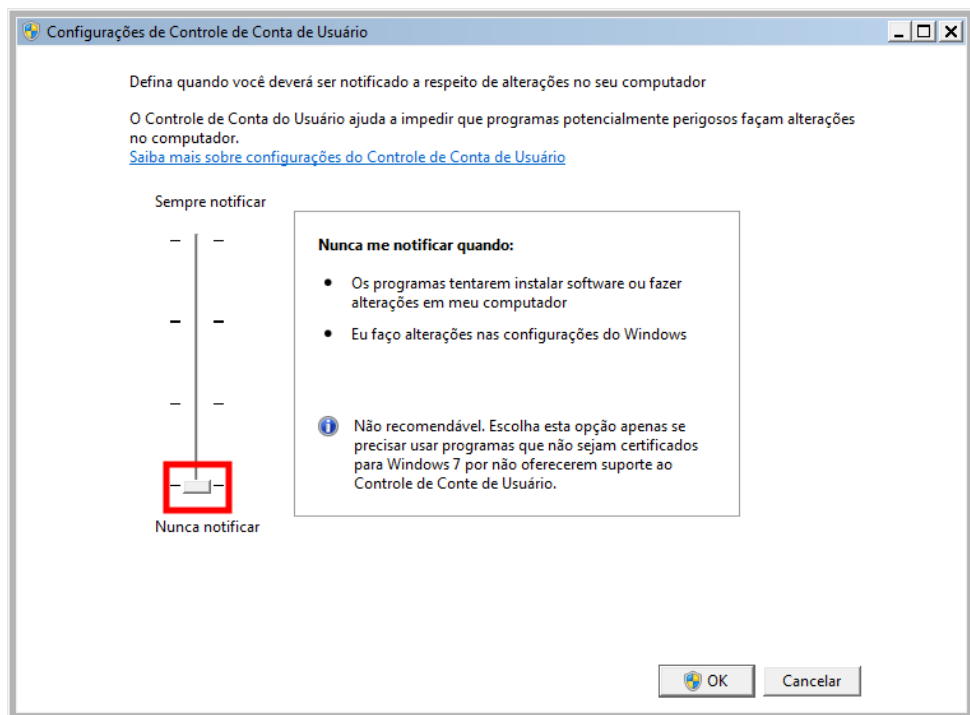 Configurações de Controle de Conta de Usuário
Defina quando você deverá ser notificado a respeito de alterações no seu computador
O Controle de Conta do Usuário ajuda a impedir que programas potencialmente perigosos façam alterações
no computador.
Saiba mais sobre configurações do Controle de Conta de Usuário
Sempre notificar
Nunca me notificar quando:
• Os programas tentarem instalar software ou fazer
alterações em meu computador
• Eu faço alterações nas configurações do Windows
Não recomendável. Escolha esta opção apenas se
precisar usar programas que não sejam certificados
para Windows 7 por não oferecerem suporte ao
Controle de Conte de Usuário.
Nunca notificar
OK Cancelar